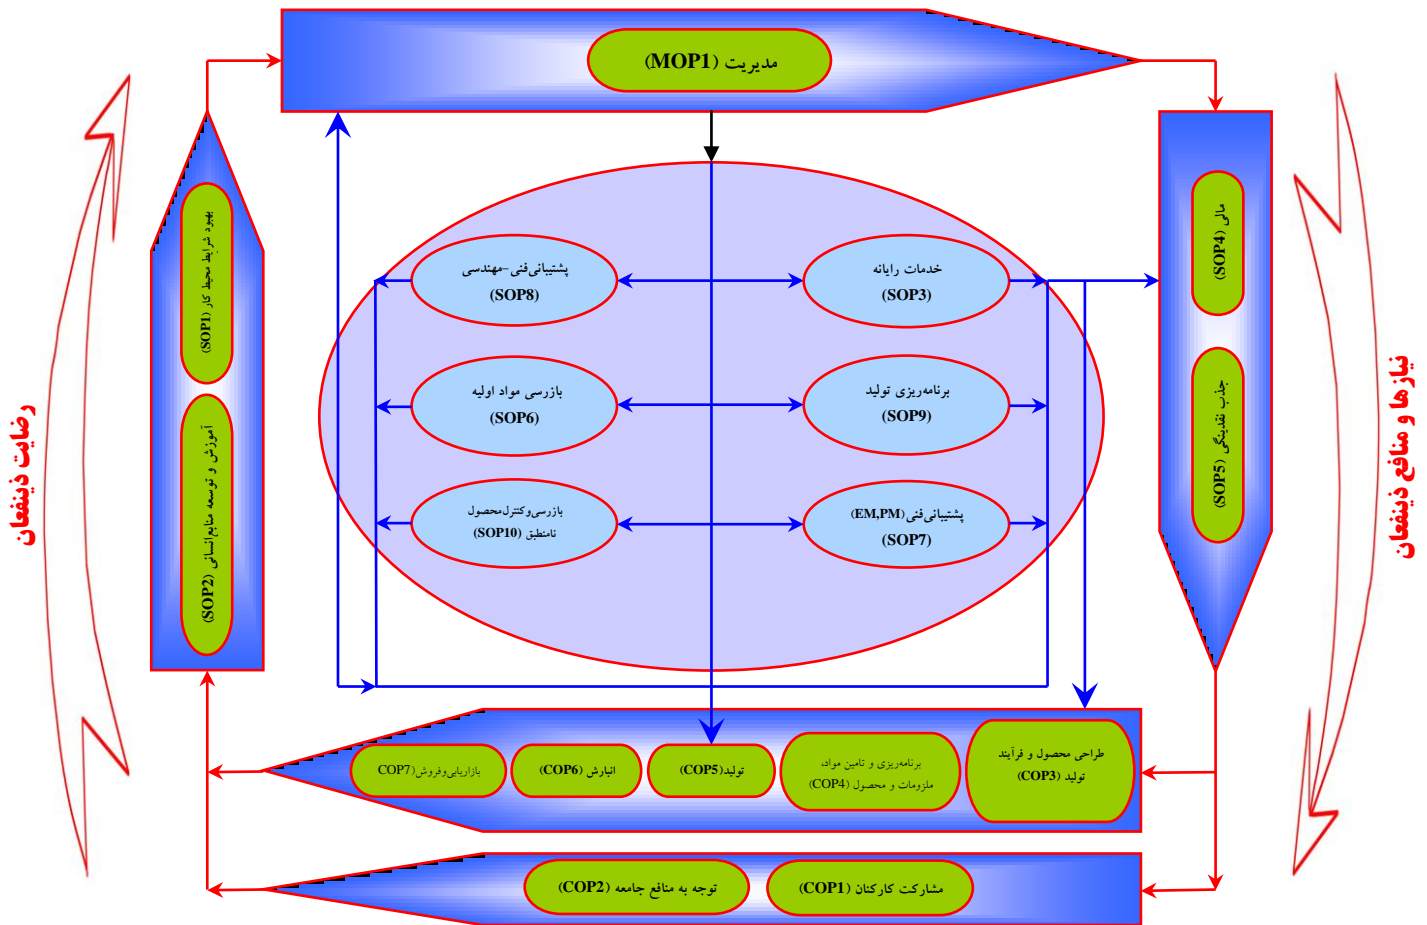 مدیریت (MOP1)
نیازها و منافع ذینفعان
مالی (SOP4)
جذب نقدینگی (SOP5)
خدمات رایانه
(SOP3)
پشتیبانی‌فنی-مهندسی
(SOP8)
برنامه‌ریزی تولید
(SOP9)
بازرسی مواد اولیه
(SOP6)
پشتیبانی‌فنی (EM,PM)
(SOP7)
بازرسی‌وکنترل‌محصول
نامنطبق (SOP10)
بهبود شرایط محیط کار (SOP1)
آموزش و توسعه منابع‌انسانی (SOP2)
رضایت ذینفعان
طراحی محصول و فرآیند
تولید (COP3)
برنامه‌ریزی و تامین مواد،
ملزومات و محصول (COP4)
تولید(COP5)
انبارش (COP6)
بازاریابی‌وفروش(COP7
مشارکت کارکنان (COP1)
توجه به منافع جامعه (COP2)